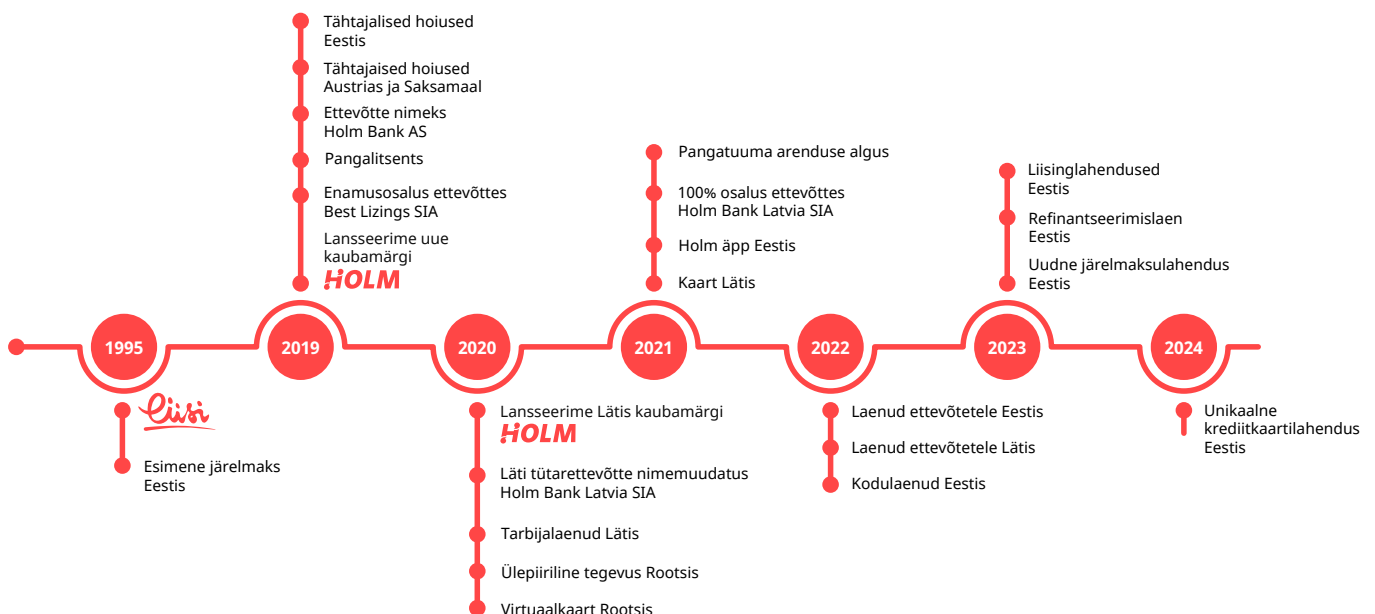 Tähtajalised hoiused
Eestis
Tähtajaised hoiused
Austrias ja Saksamaal
Ettevõtte nimeks
Holm Bank AS
Pangalitsents
Enamusosalus ettevõttes
Best Lizings SIA
Lansseerime uue
kaubamärgi
HOLM
Pangatuuma arenduse algus
100% osalus ettevõttes
Holm Bank Latvia SIA
Holm äpp Eestis
Kaart Lätis
Liisinglahendused
Eestis
Refinantseerimislaen
Eestis
Uudne järelmaksulahendus
Eestis
1995
2019
2020
2021
2022
2023
2024
Liisi
Esimene järelmaks
Eestis
Lansseerime Lätis kaubamärgi
HOLM
Läti tütarettevõtte nimemuudatus
Holm Bank Latvia SIA
Tarbijalaenud Lätis
Ülepiiriline tegevus Rootsis
Virtuaalkaart Rootsis
Laenud ettevõtetele Eestis
Laenud ettevõtetele Lätis
Kodulaenud Eestis
Unikaalne
krediitkaartilahendus
Eestis